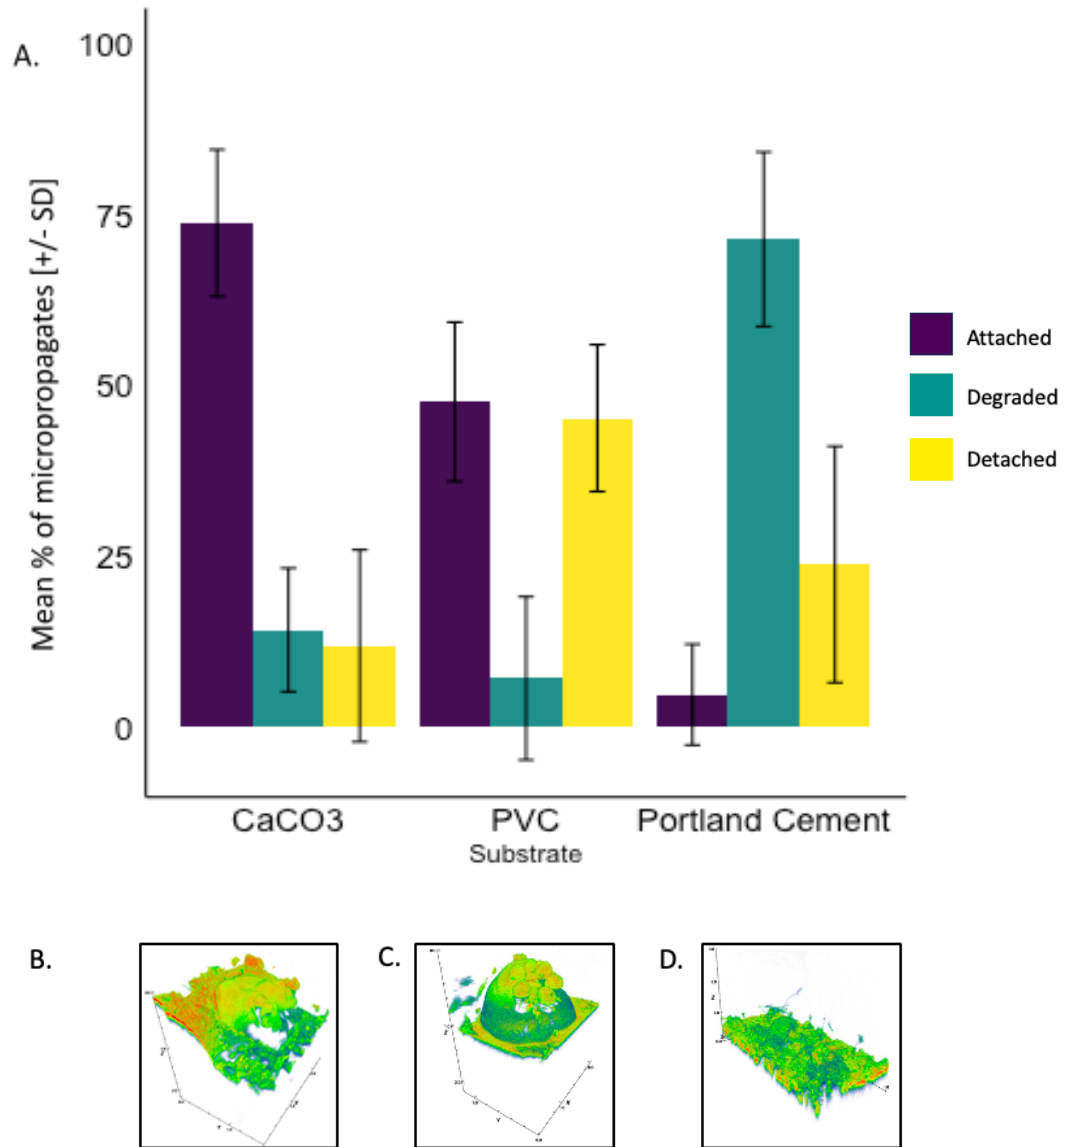 A.
Mean % of micropropagates [+/- SD]
100
75
50
25
0
CaCO3 PVC Portland Cement
Substrate
Attached
Degraded
Detached
B. C. D.